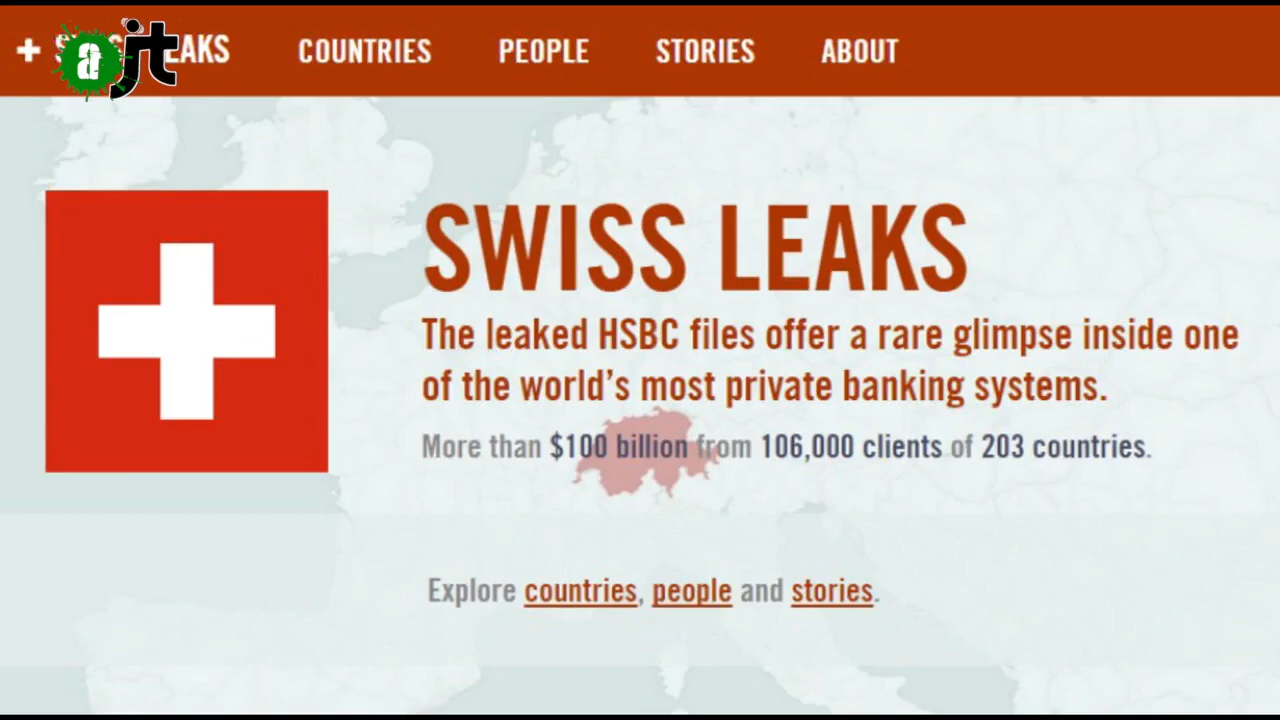 ajt
EAKS
COUNTRIES
PEOPLE
STORIES
ABOUT
SWISS LEAKS
The leaked HSBC files offer a rare glimpse inside one
of the world’s most private banking systems.
More than $100 billion from 106,000 clients of 203 countries.
Explore countries, people and stories.